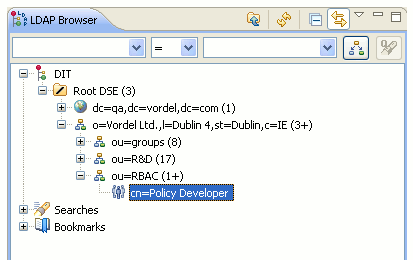 LDAP Browser
=
DIT
Root DSE (3)
dc=qa,dc=vordel,dc=com (1)
o=Vordel Ltd.,l=Dublin 4,st=Dublin,c=IE (3+)
ou=groups (8)
ou=R&D (17)
ou=RBAC (1+)
cn=Policy Developer
Searches
Bookmarks